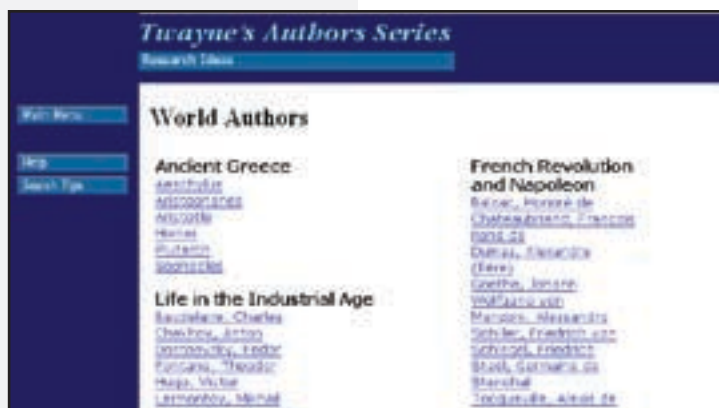 Twayne's Authors Series
Research Ideas
Main Menu
Help
Search Tips
World Authors
Ancient Greece
Aeschylus
Aristophanes
Aristotle
Homer
Plutarch
Sophocles
Life in the Industrial Age
Baudelaire, Charles
Chekhov, Anton
Dostoevsky, Fedor
Fontane, Theodor
Hugo, Victor
Lermontov, Mikhail
French Revolution
and Napoleon
Balzac, Honoré de
Chateaubriand, François
René de
Dumas, Alexandre
(Père)
Goethe, Johann
Wolfgang von
Manzoni, Alessandro
Schiller, Friedrich von
Schlegel, Friedrich
Staël, Germaine de
Stendhal
Tocqueville, Alexis de